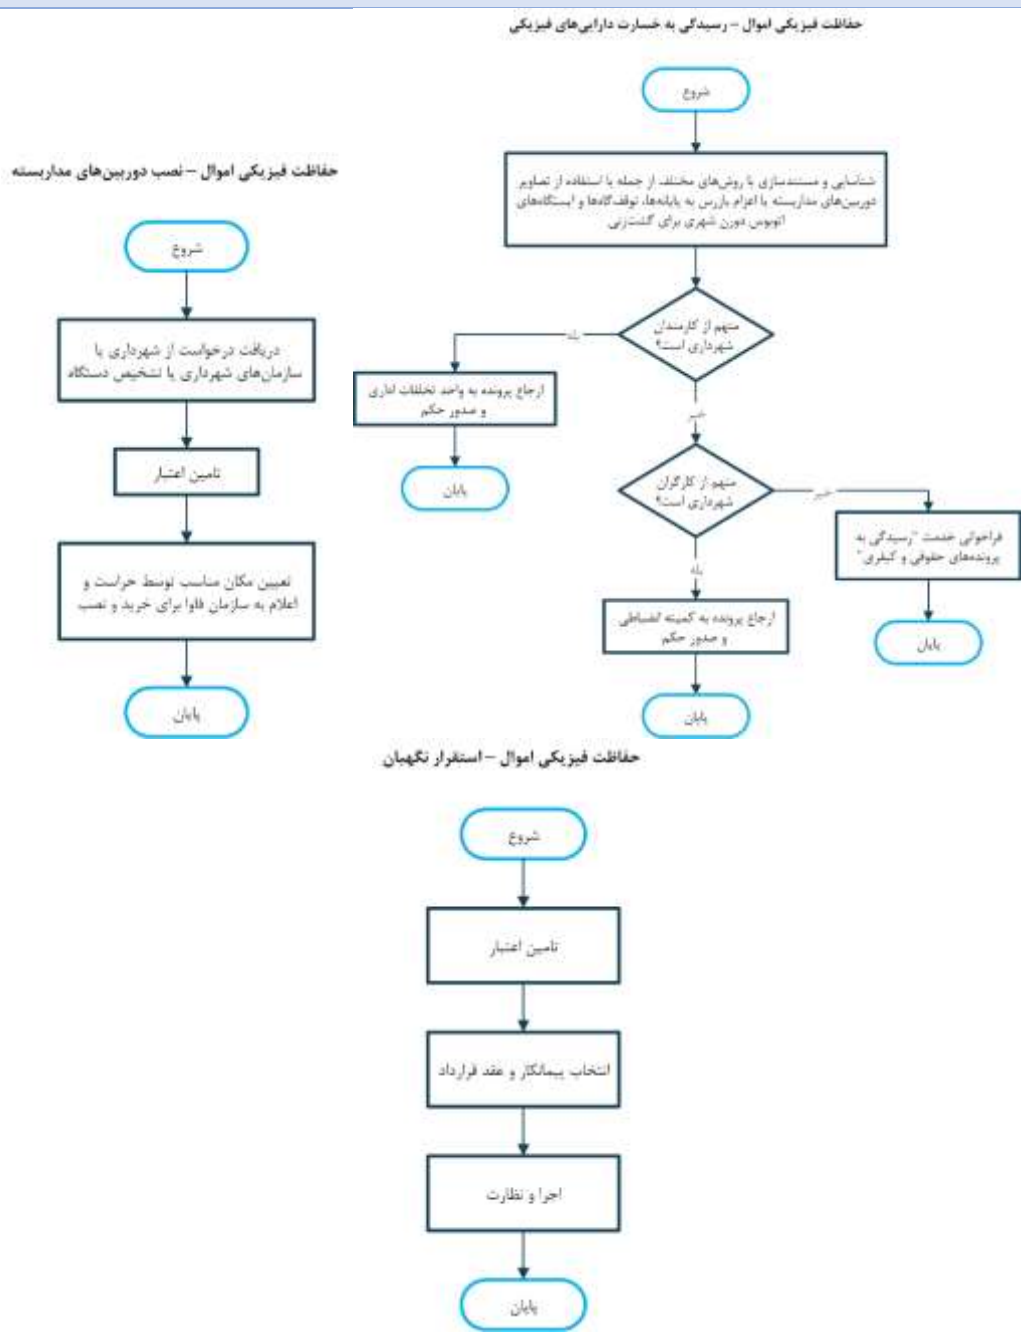 حفاظت فیزیکی اموال – رسیدگی به خسارت دارایی‌های فیزیکی
شروع
شناسایی و مستندسازی با روش‌های مختلف از جمله با استفاده از تصاویر
دوربین‌های مداربسته یا اعزام بازرس به پایانه‌ها، توقف‌گاه‌ها و ایستگاه‌های
اتوبوس دورن شهری برای گشت‌زنی
متهم از کارمندان
شهرداری است؟
بله
ارجاع پرونده به واحد تخلفات اداری
و صدور حکم
پایان
خیر
متهم از کارگران
شهرداری است؟
خیر
فراخوانی خدمت "رسیدگی به
پرونده‌های حقوقی و کیفری"
پایان
بله
ارجاع پرونده به کمیته انضباطی
و صدور حکم
پایان
حفاظت فیزیکی اموال – نصب دوربین‌های مداربسته
شروع
دریافت درخواست از شهرداری یا
سازمان‌های شهرداری یا تشخیص دستگاه
تامین اعتبار
تعیین مکان مناسب توسط حراست و
اعلام به سازمان فاوا برای خرید و نصب
پایان
حفاظت فیزیکی اموال – استقرار نگهبان
شروع
تامین اعتبار
انتخاب پیمانکار و عقد قرارداد
اجرا و نظارت
پایان